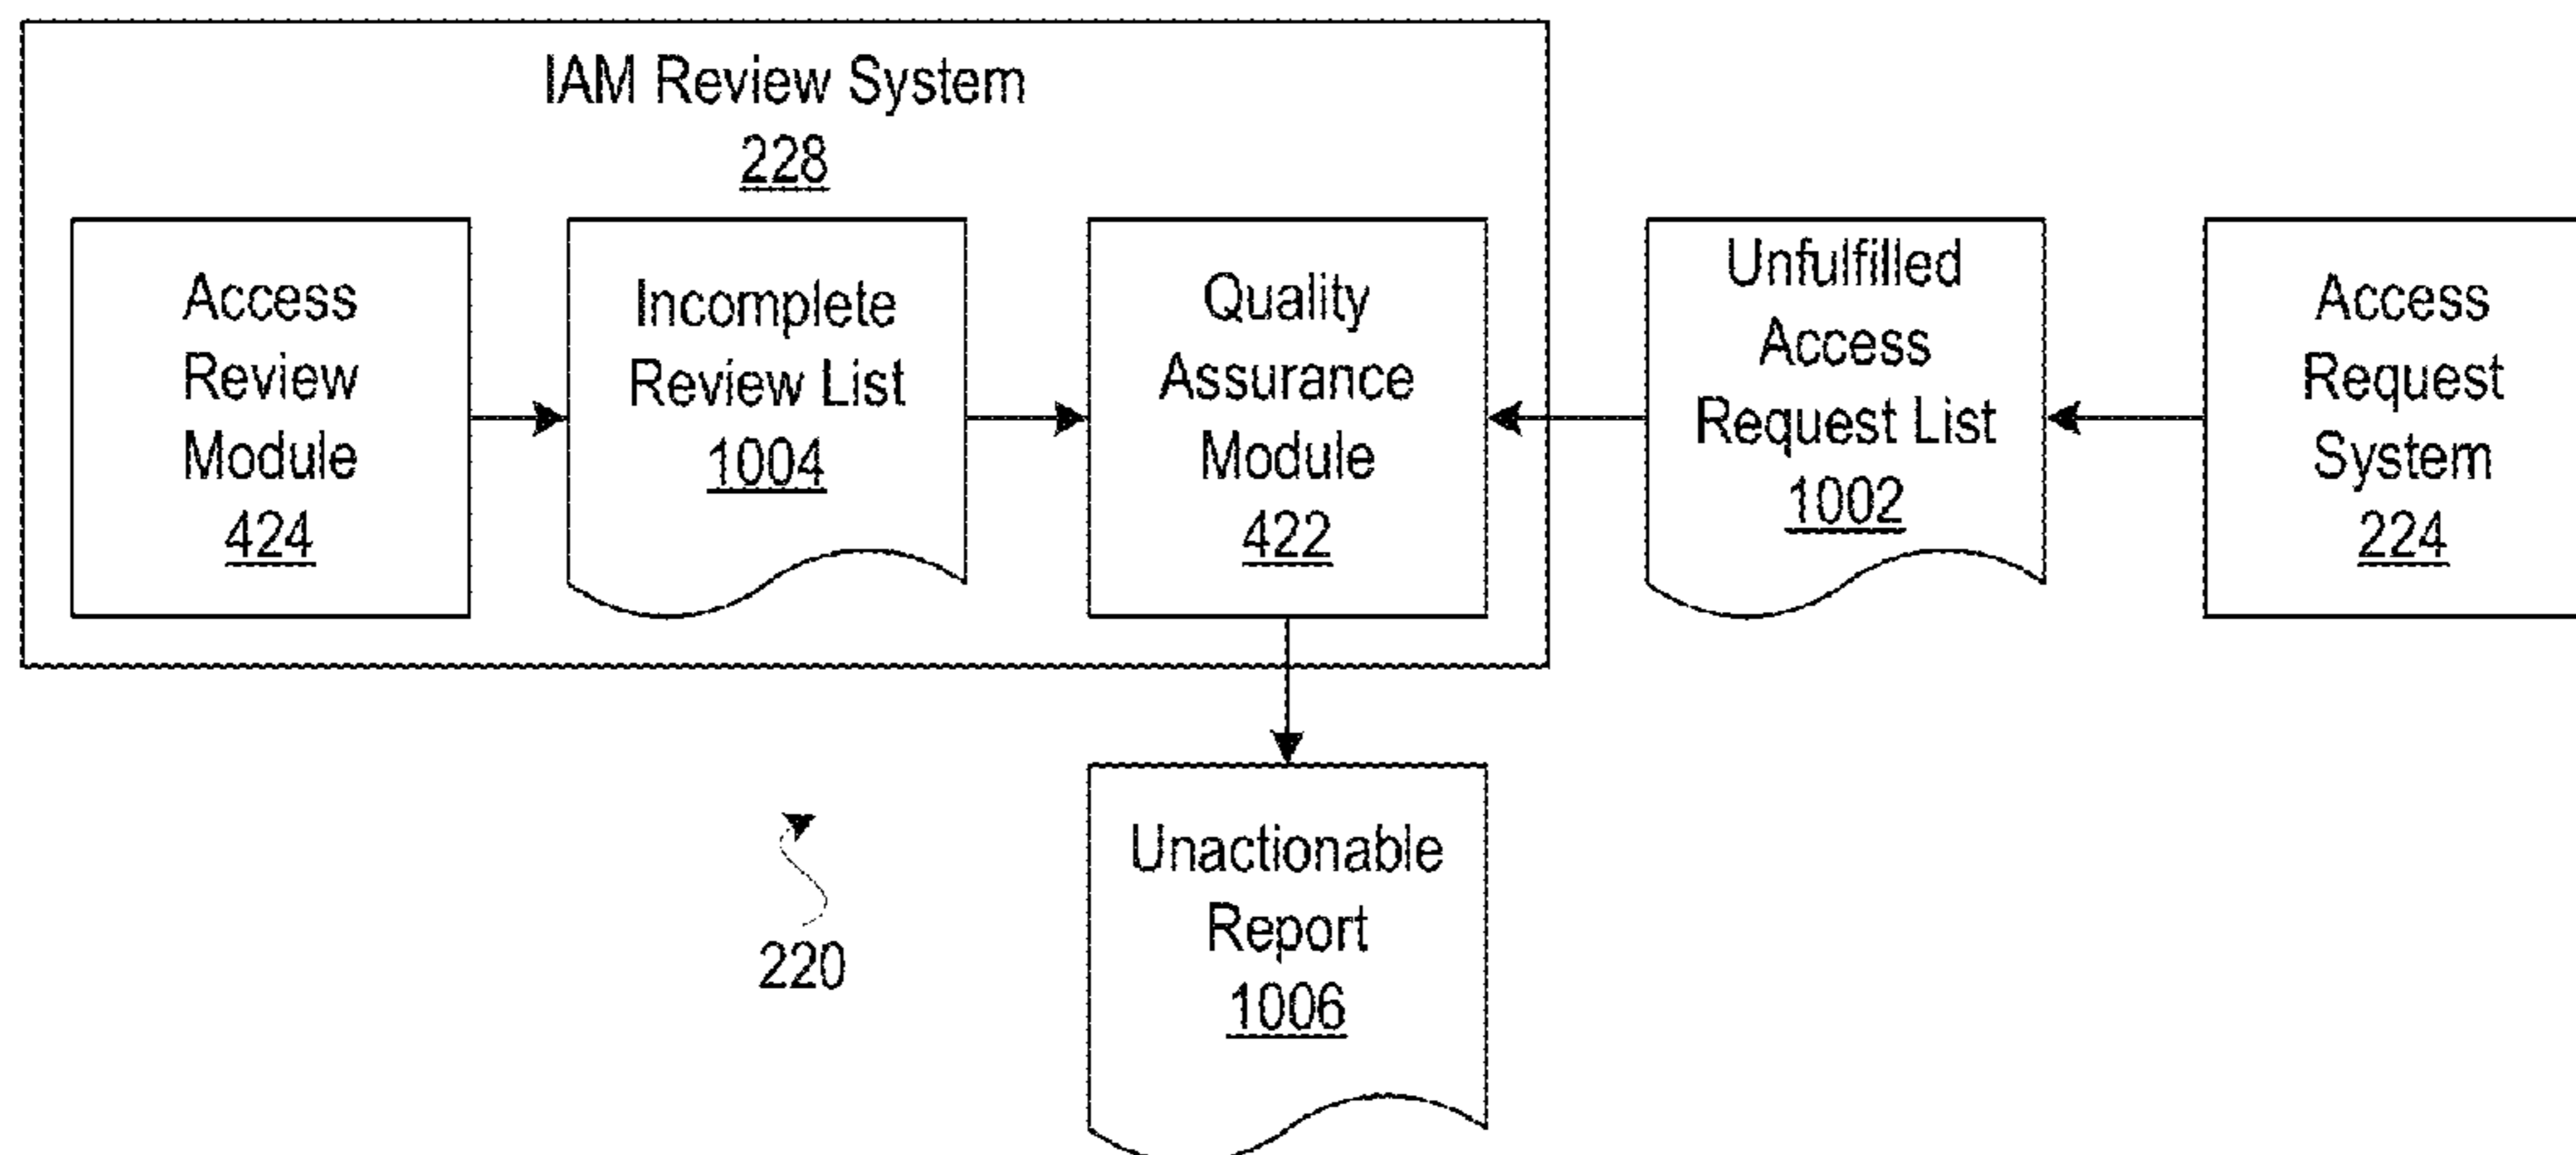 IAM Review System
228
Access
Review
Module
424
Incomplete
Review List
1004
Quality
Assurance
Module
422
Unfulfilled
Access
Request List
1002
Access
Request
System
224
220
Unactionable
Report
1006